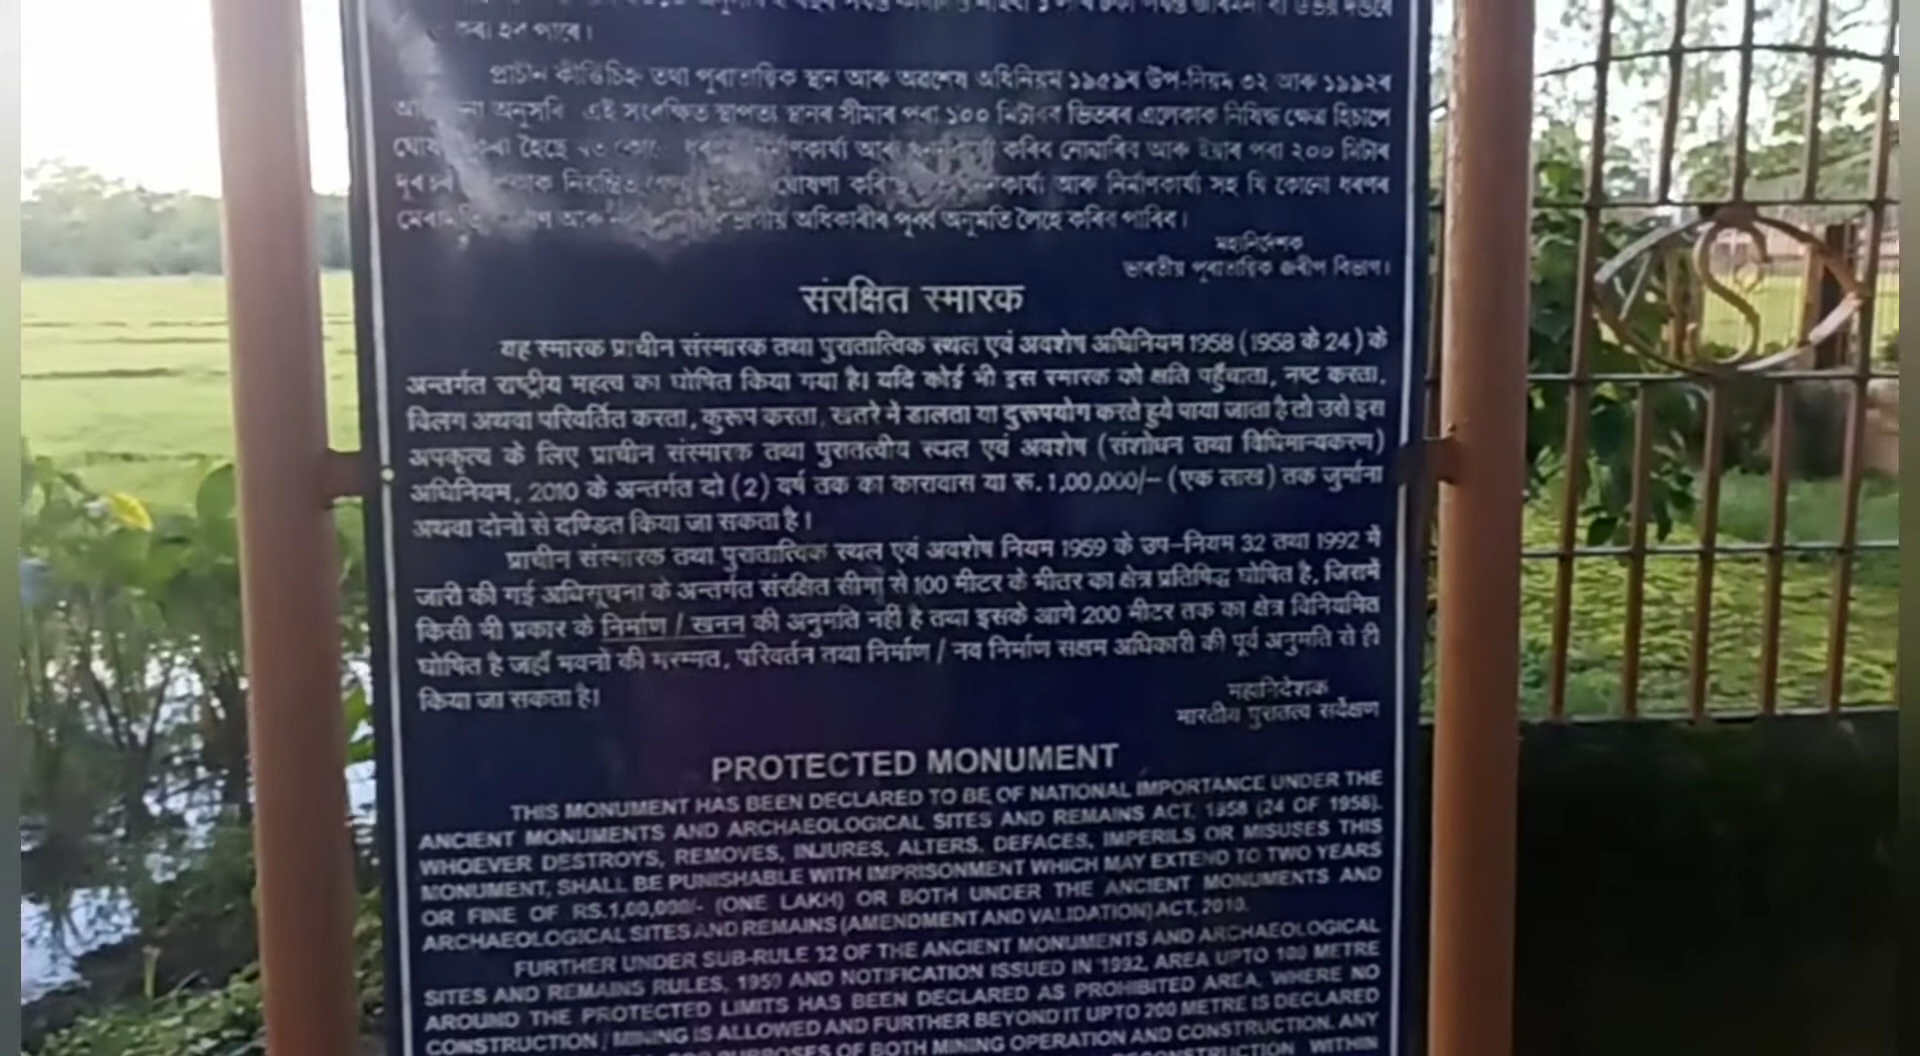 কৰা হব পাৰে।
প্ৰাচীন কীৰ্ত্তিচিহ্ন তথা পুৰাতাত্বিক স্থান আৰু অৱশেষ অধিনিয়ম ১৯৫৯ৰ উপ-নিয়ম ৩২ আৰু ১৯৯২ৰ
অনুসৰি এই সংৰক্ষিত স্থাপত্য স্থানৰ সীমাৰ পৰা ১০০ মিটাৰৰ ভিতৰৰ এলেকাক নিষিদ্ধ ক্ষেত্ৰ হিচাপে
হৈছে কৰিব নোৱাৰিব আৰু ইয়াৰ পৰা ২০০ মিটাৰ
নিয়ন্ত্ৰিত ঘোষণা আৰু নিৰ্মাণকাৰ্য্য সহ যি কোনো ধৰণৰ
আৰু অধিকাৰীৰ পূৰ্ব্ব অনুমতি লৈহে কৰিব পাৰিব।
মহানিৰ্দেশক
ভাৰতীয় পুৰাতাত্বিক জৰীপ বিভাগ।
संरक्षित स्मारक
यह स्मारक प्राचीन संस्मारक तथा पुरातात्विक स्थल एवं अवशेष अधिनियम 1958 (1958 के 24) के
अन्तर्गत राष्ट्रीय महत्व का घोषित किया गया है। यदि कोई भी इस स्मारक को क्षति पहुँचाता, नष्ट करता,
विलग अथवा परिवर्तित करता, कुरूप करता, खतरे में डालता या दुरूपयोग करते हुये पाया जाता है तो उसे इस
अपकृत्य के लिए प्राचीन संस्मारक तथा पुरातत्वीय स्थल एवं अवशेष (संशोधन तथा विधिमान्यकरण)
अधिनियम, 2010 के अन्तर्गत दो (2) वर्ष तक का कारावास या रू. 1,00,000/- (एक लाख) तक जुर्माना
अथवा दोनों से दण्डित किया जा सकता है।
प्राचीन संस्मारक तथा पुरातात्विक स्थल एवं अवशेष नियम 1959 के उप-नियम 32 तथा 1992 में
जारी की गई अधिसूचना के अन्तर्गत संरक्षित सीमा से 100 मीटर के भीतर का क्षेत्र प्रतिषिद्ध घोषित है, जिसमें
किसी भी प्रकार के निर्माण / खनन की अनुमति नहीं है तथा इसके आगे 200 मीटर तक का क्षेत्र विनियमित
घोषित है जहाँ भवनों की मरम्मत, परिवर्तन तथा निर्माण / नव निर्माण सक्षम अधिकारी की पूर्व अनुमति से ही
किया जा सकता है।
महानिदेशक
भारतीय पुरातत्व सर्वेक्षण
PROTECTED MONUMENT
THIS MONUMENT HAS BEEN DECLARED TO BE OF NATIONAL IMPORTANCE UNDER THE
ANCIENT MONUMENTS AND ARCHAEOLOGICAL SITES AND REMAINS ACT, 1958 (24 OF 1958).
WHOEVER DESTROYS, REMOVES, INJURES, ALTERS, DEFACES, IMPERILS OR MISUSES THIS
MONUMENT, SHALL BE PUNISHABLE WITH IMPRISONMENT WHICH MAY EXTEND TO TWO YEARS
OR FINE OF RS.1,00,000/- (ONE LAKH) OR BOTH UNDER THE ANCIENT MONUMENTS AND
ARCHAEOLOGICAL SITES AND REMAINS (AMENDMENT AND VALIDATION) ACT, 2010.
FURTHER UNDER SUB-RULE 32 OF THE ANCIENT MONUMENTS AND ARCHAEOLOGICAL
SITES AND REMAINS RULES, 1959 AND NOTIFICATION ISSUED IN 1992, AREA UPTO 100 METRE
AROUND THE PROTECTED LIMITS HAS BEEN DECLARED AS PROHIBITED AREA, WHERE NO
CONSTRUCTION / MINING IS ALLOWED AND FURTHER BEYOND IT UPTO 200 METRE IS DECLARED
FOR PURPOSES OF BOTH MINING OPERATION AND CONSTRUCTION. ANY
WITHIN